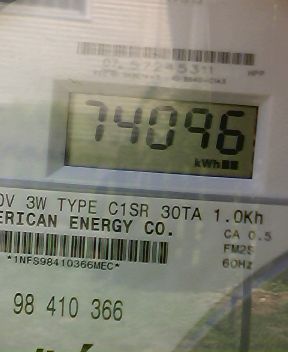 74096
kWh
0V 3W TYPE C1SR 30TA 1.0Kh
ERICAN ENERGY CO.
CA 0.5
FM2S
60Hz
*1NFS98410366MEC*
98 410 366